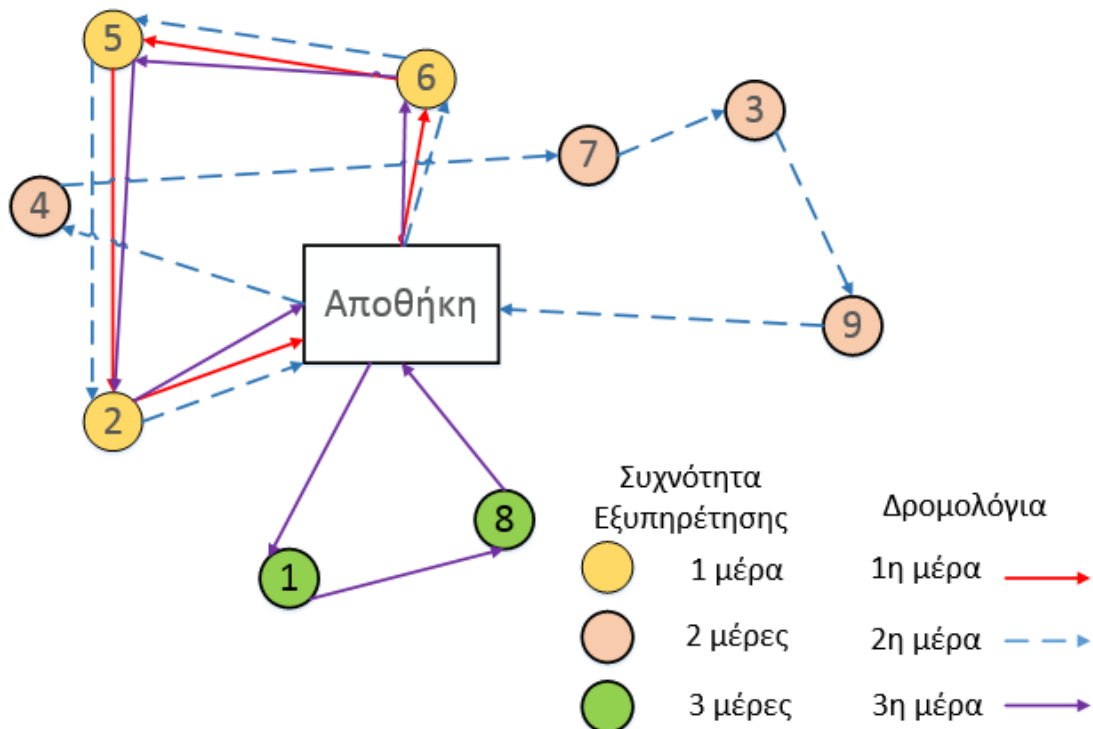 5
6
3
7
4
Αποθήκη
9
2
8
1
Συχνότητα
Εξυπηρέτησης
Δρομολόγια
1 μέρα
1η μέρα
2 μέρες
2η μέρα
3 μέρες
3η μέρα